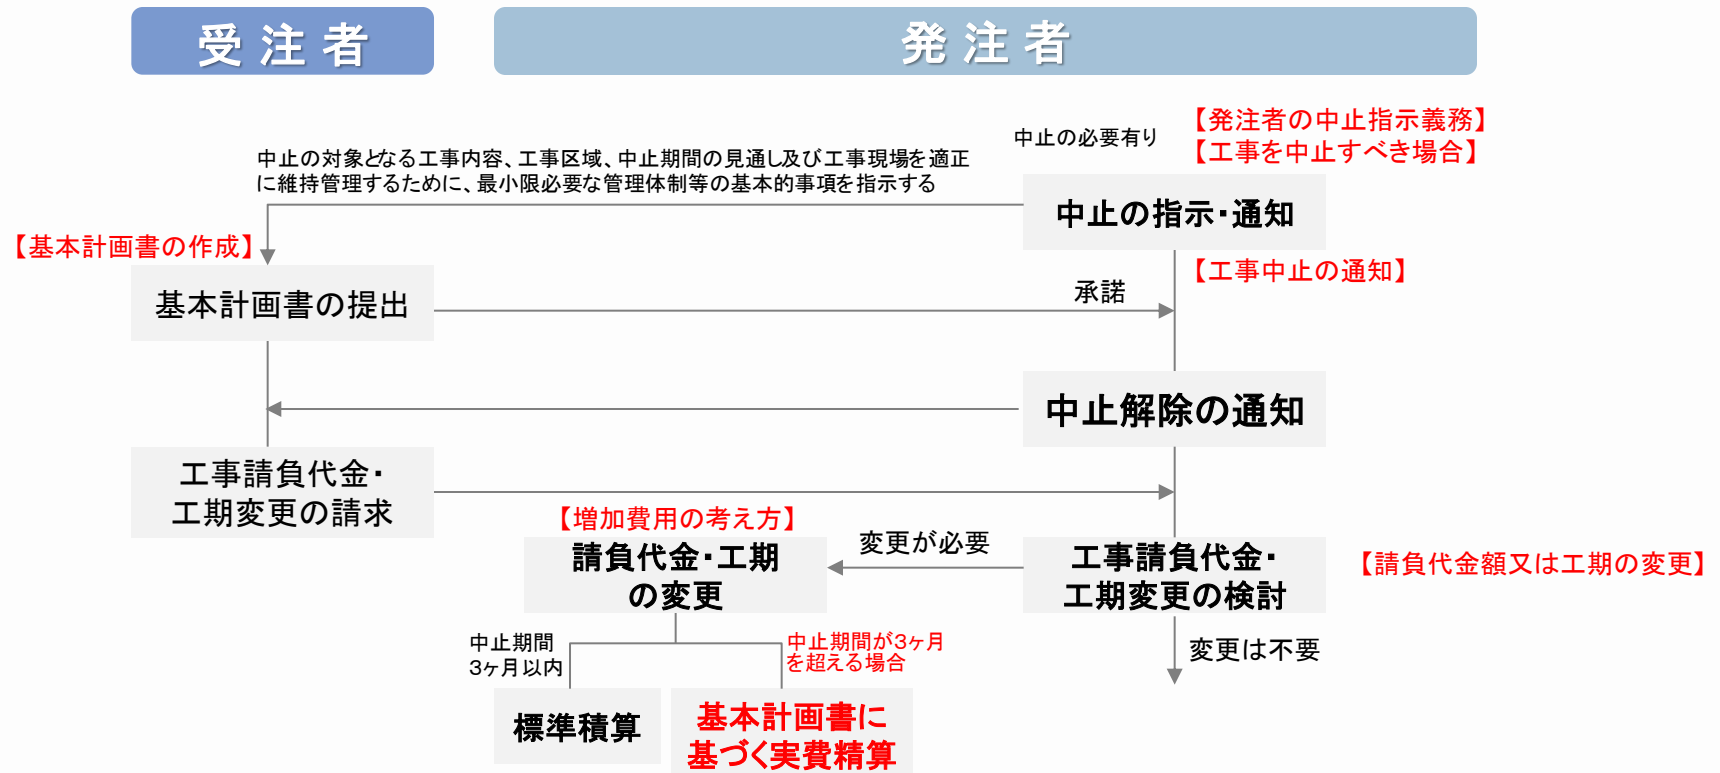 受注者
発注者
中止の必要有り
【発注者の中止指示義務】
【工事を中止すべき場合】
中止の対象となる工事内容、工事区域、中止期間の見通し及び工事現場を適正
に維持管理するために、最小限必要な管理体制等の基本的事項を指示する
中止の指示・通知
【基本計画書の作成】
【工事中止の通知】
基本計画書の提出
承諾
中止解除の通知
工事請負代金・
工期変更の請求
【増加費用の考え方】
変更が必要
請負代金・工期
の変更
工事請負代金・
工期変更の検討
【請負代金額又は工期の変更】
中止期間
3ヶ月以内
中止期間が3ヶ月
を超える場合
変更は不要
標準積算
基本計画書に
基づく実費精算